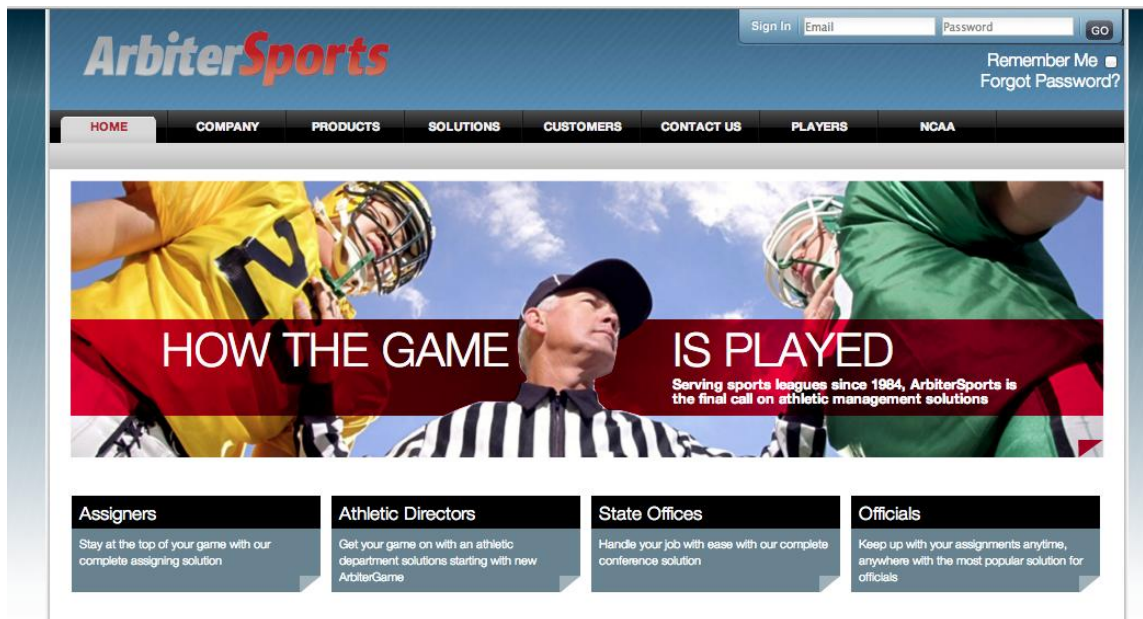 ArbiterSports
Sign In Email Password GO
Remember Me
Forgot Password?
HOME COMPANY PRODUCTS SOLUTIONS CUSTOMERS CONTACT US PLAYERS NCAA
HOW THE GAME IS PLAYED
Serving sports leagues since 1984, ArbiterSports is
the final call on athletic management solutions
Assigners
Stay at the top of your game with our
complete assigning solution
Athletic Directors
Get your game on with an athletic
department solutions starting with new
ArbiterGame
State Offices
Handle your job with ease with our complete
conference solution
Officials
Keep up with your assignments anytime,
anywhere with the most popular solution for
officials